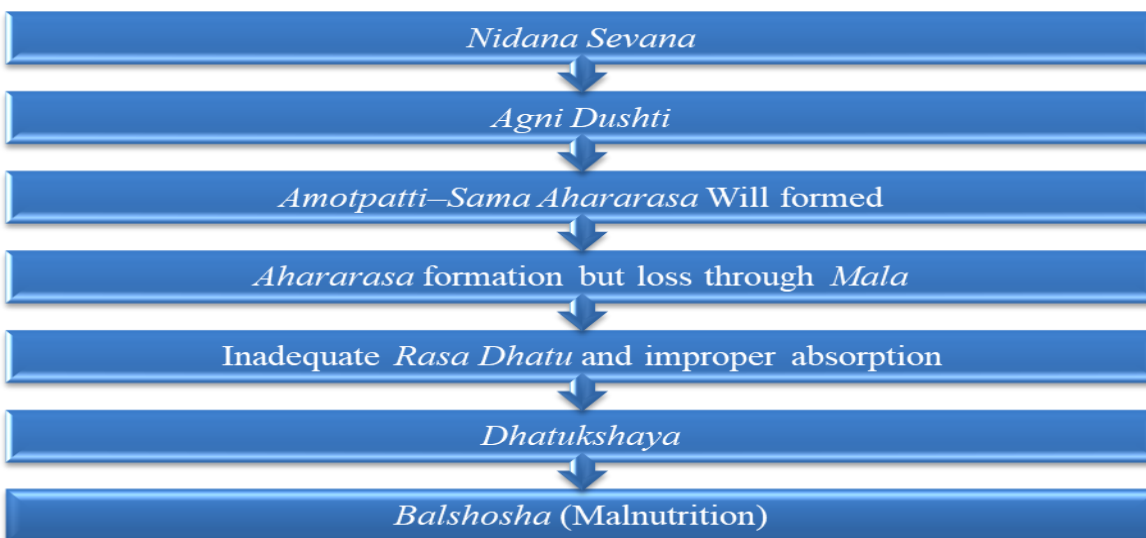 Nidana Sevana
Agni Dushti
Amotpatti–Sama Ahararasa Will formed
Ahararasa formation but loss through Mala
Inadequate Rasa Dhatu and improper absorption
Dhatukshaya
Balshosha (Malnutrition)